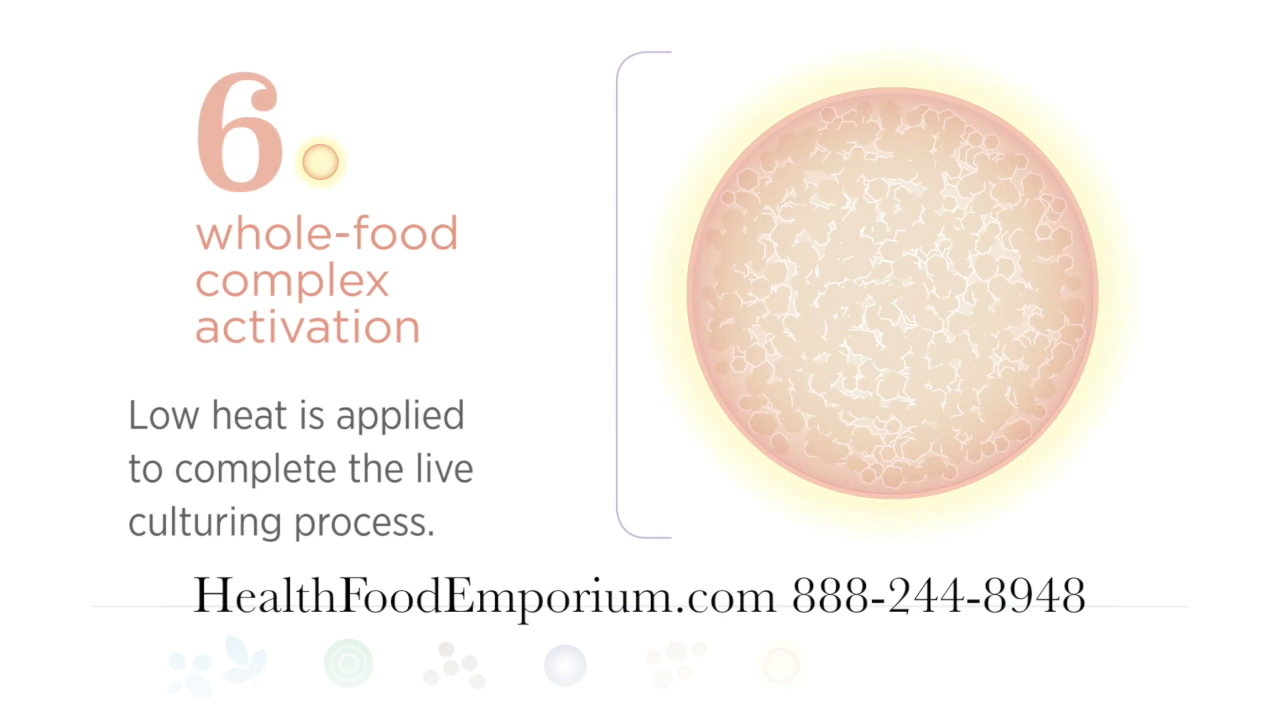 6.
whole-food
complex
activation
Low heat is applied
to complete the live
culturing process.
HealthFoodEmporium.com 888-244-8948